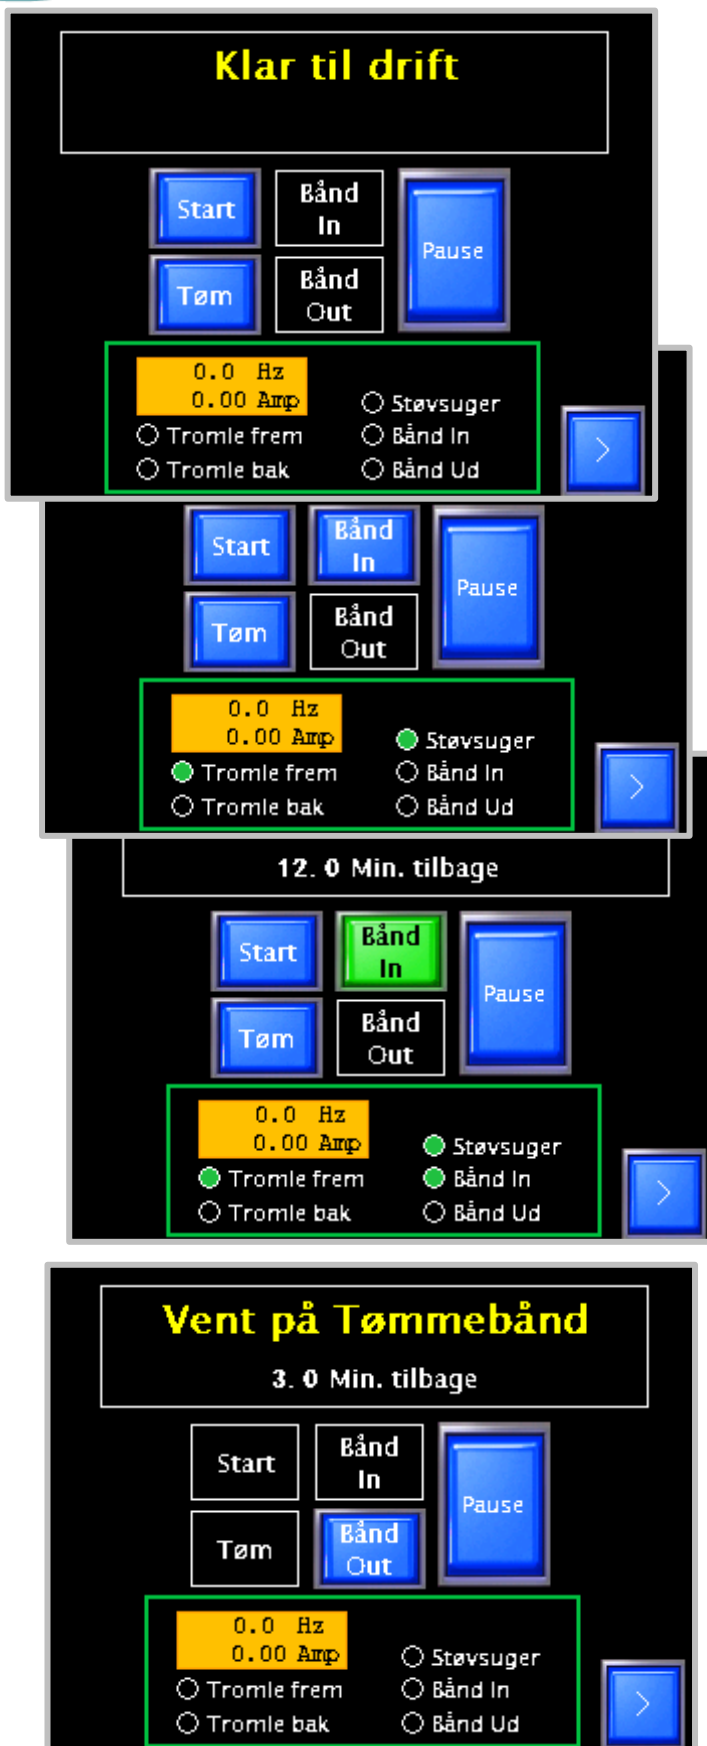 Klar til drift
Start
Bånd
In
Pause
Tøm
Bånd
Out
0.0 Hz
0.00 Amp
Støvsuger
Tromle frem
Bånd In
Tromle bak
Bånd Ud
>
Start
Bånd
In
Pause
Tøm
Bånd
Out
0.0 Hz
0.00 Amp
Støvsuger
Tromle frem
Bånd In
Tromle bak
Bånd Ud
>
12. 0 Min. tilbage
Start
Bånd
In
Pause
Tøm
Bånd
Out
0.0 Hz
0.00 Amp
Støvsuger
Tromle frem
Bånd In
Tromle bak
Bånd Ud
>
Vent på Tømmebånd
3. 0 Min. tilbage
Start
Bånd
In
Pause
Tøm
Bånd
Out
0.0 Hz
0.00 Amp
Støvsuger
Tromle frem
Bånd In
Tromle bak
Bånd Ud
>